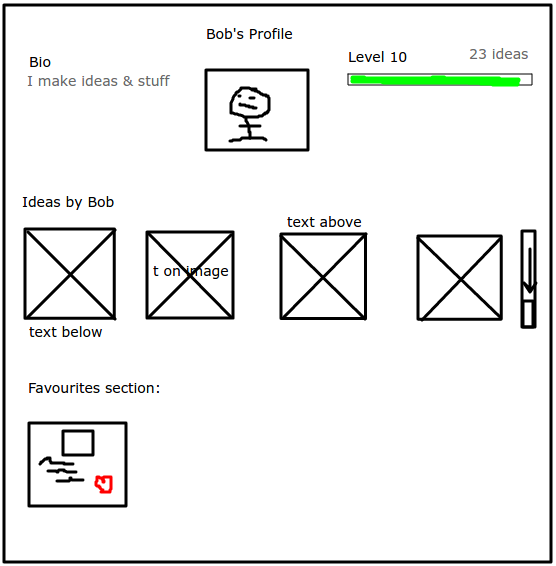 Bob's Profile
Bio
I make ideas & stuff
Level 10
23 ideas
Ideas by Bob
text above
t on image
text below
Favourites section: